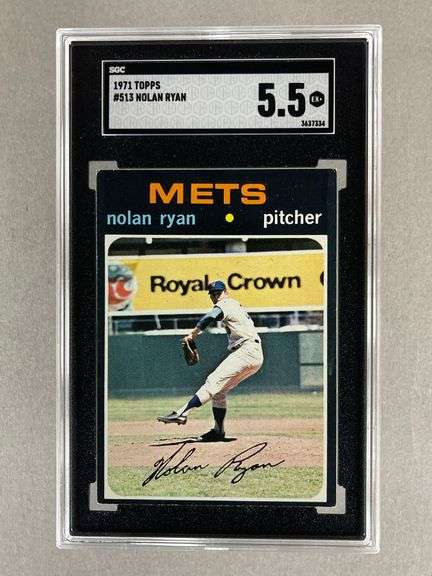 SGC
1971 TOPPS
#513 NOLAN RYAN
5.5
EX+
3637334
METS
nolan ryan • pitcher
Royal Crown
Nolan Ryan